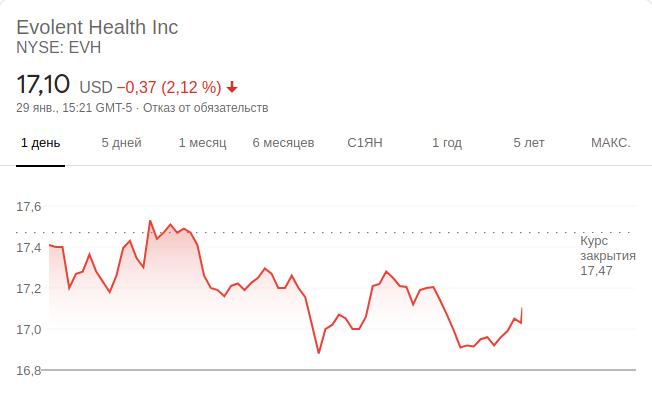 Evolent Health Inc
NYSE: EVH
17,10 USD −0,37 (2,12 %)
29 янв., 15:21 GMT-5 · Отказ от обязательств
1 день 5 дней 1 месяц 6 месяцев С1ЯН 1 год 5 лет МАКС.
17,6
17,4
17,2
17,0
16,8
Курс
закрытия
17,47